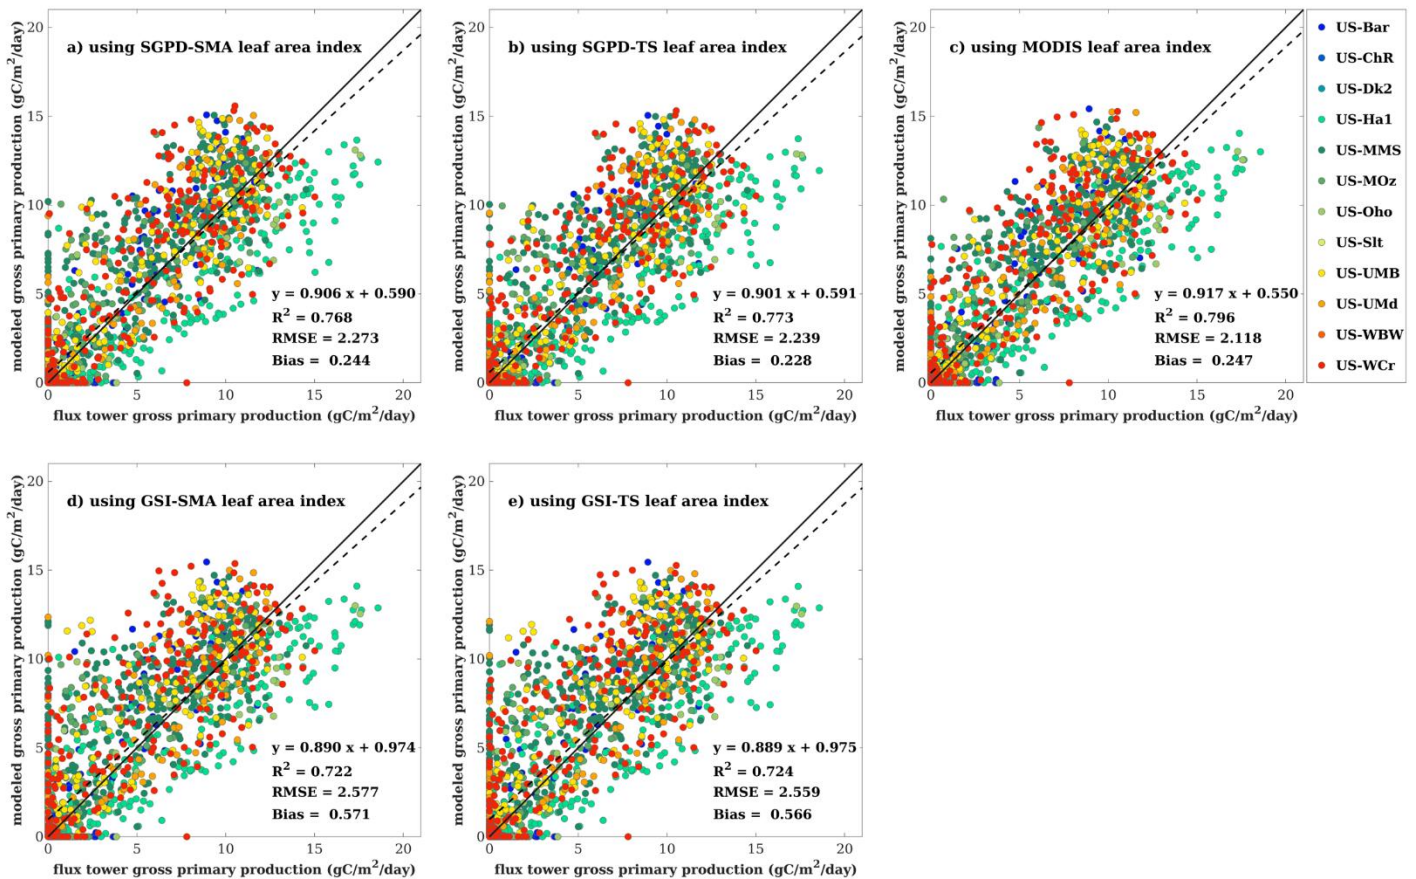 a) using SGPD-SMA leaf area index
modeled gross primary production (gC/m²/day)
20
15
10
5
0
y = 0.906 x + 0.590
R² = 0.768
RMSE = 2.273
Bias = 0.244
0 5 10 15 20
flux tower gross primary production (gC/m²/day)
b) using SGPD-TS leaf area index
modeled gross primary production (gC/m²/day)
20
15
10
5
0
y = 0.901 x + 0.591
R² = 0.773
RMSE = 2.239
Bias = 0.228
0 5 10 15 20
flux tower gross primary production (gC/m²/day)
c) using MODIS leaf area index
modeled gross primary production (gC/m²/day)
20
15
10
5
0
y = 0.917 x + 0.550
R² = 0.796
RMSE = 2.118
Bias = 0.247
0 5 10 15 20
flux tower gross primary production (gC/m²/day)
US-Bar
US-ChR
US-Dk2
US-Ha1
US-MMS
US-MOz
US-Oho
US-Slt
US-UMB
US-UMd
US-WBW
US-WCr
d) using GSI-SMA leaf area index
modeled gross primary production (gC/m²/day)
20
15
10
5
0
y = 0.890 x + 0.974
R² = 0.722
RMSE = 2.577
Bias = 0.571
0 5 10 15 20
flux tower gross primary production (gC/m²/day)
e) using GSI-TS leaf area index
modeled gross primary production (gC/m²/day)
20
15
10
5
0
y = 0.889 x + 0.975
R² = 0.724
RMSE = 2.559
Bias = 0.566
0 5 10 15 20
flux tower gross primary production (gC/m²/day)